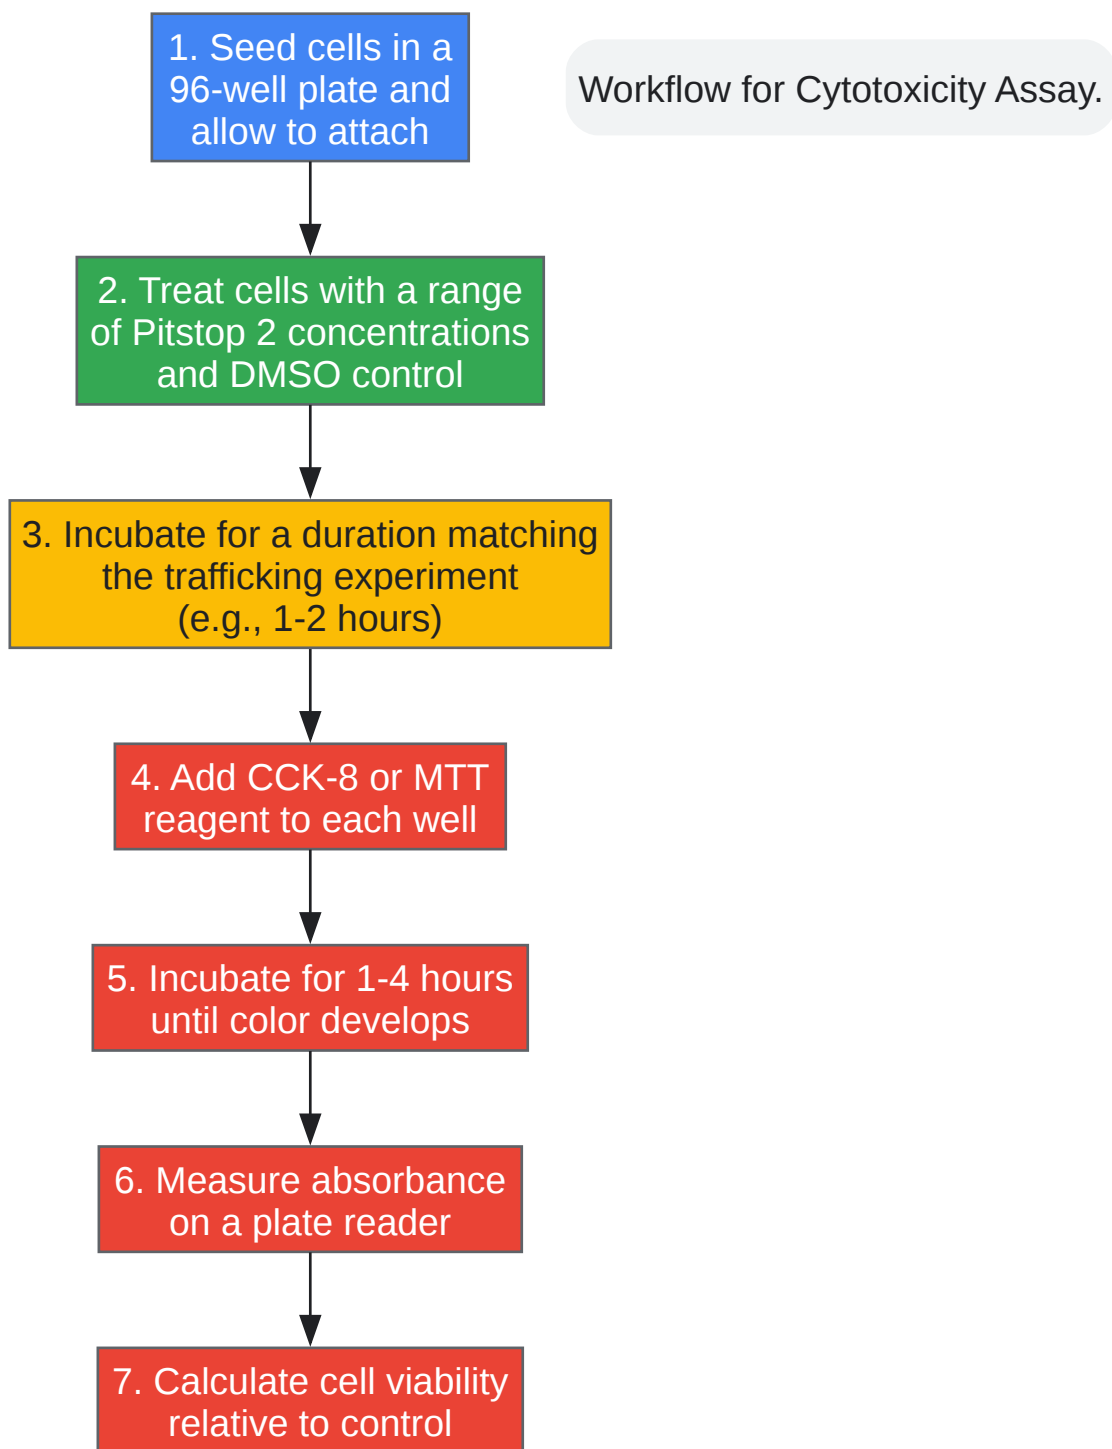 1. Seed cells in a
96-well plate and
allow to attach
Workflow for Cytotoxicity Assay.
2. Treat cells with a range
of Pitstop 2 concentrations
and DMSO control
3. Incubate for a duration matching
the trafficking experiment
(e.g., 1-2 hours)
4. Add CCK-8 or MTT
reagent to each well
5. Incubate for 1-4 hours
until color develops
6. Measure absorbance
on a plate reader
7. Calculate cell viability
relative to control